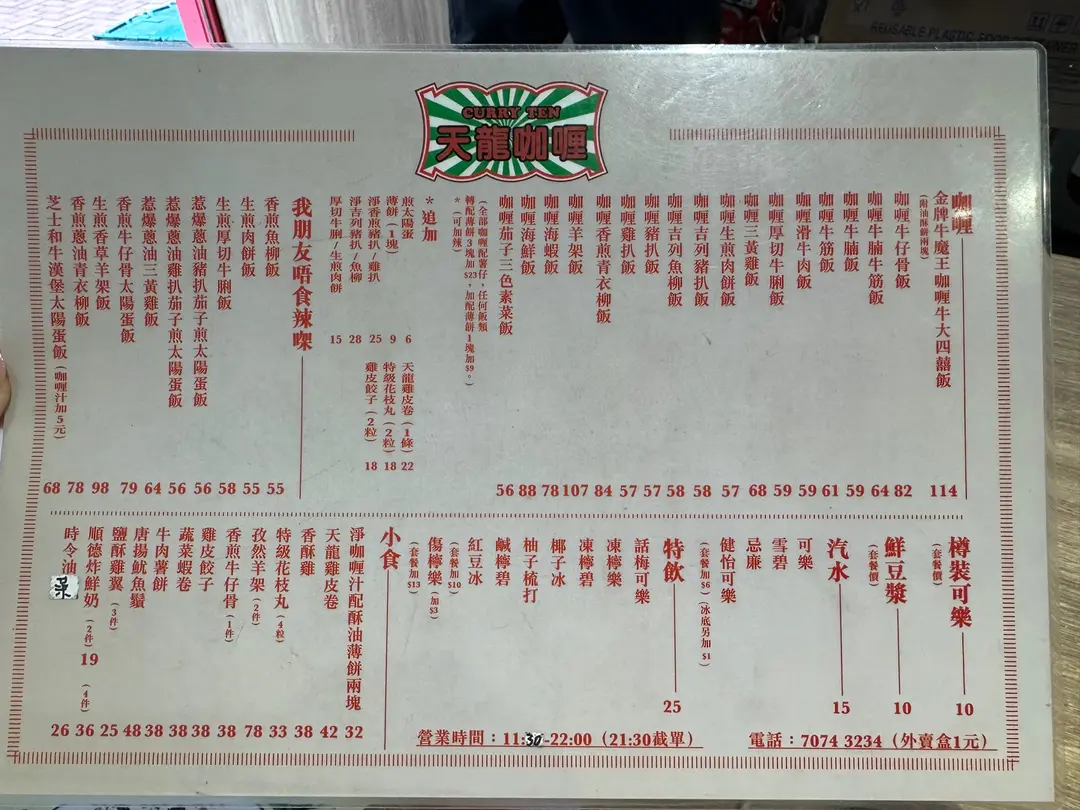 CURRY TEN
天龍咖喱
咖喱
金牌牛魔王咖喱牛大四囍飯 114
(附油酥餅兩塊)
咖喱牛仔骨飯 82
咖喱牛腩牛筋飯 64
咖喱牛腩飯 59
咖喱牛筋飯 61
咖喱滑牛肉飯 59
咖喱厚切牛脷飯 59
咖喱三黃雞飯 68
咖喱生煎肉餅飯 57
咖喱吉列豬扒飯 58
咖喱吉列魚柳飯 58
咖喱豬扒飯 57
咖喱雞扒飯 57
咖喱香煎青衣柳飯 84
咖喱羊架飯 107
咖喱海蝦飯 78
咖喱海鮮飯 88
咖喱茄子三色素菜飯 56
(全部咖喱配薯仔，任何飯類
轉配薄餅3塊加$23，加配薄餅1塊加$9。
*(可加辣)
*追加
煎太陽蛋 6
薄餅(1塊) 9
淨香煎豬扒/雞扒 25
淨吉列豬扒/魚柳 28
厚切牛脷/生煎肉餅 15
天龍雞皮卷(1條) 22
特級花枝丸(2粒) 18
雞皮餃子(2粒) 18
我朋友唔食辣㗎
香煎魚柳飯 55
生煎肉餅飯 55
生煎厚切牛脷飯 58
惹爆蔥油豬扒茄子煎太陽蛋飯 56
惹爆蔥油雞扒茄子煎太陽蛋飯 56
惹爆蔥油三黃雞飯 64
香煎牛仔骨太陽蛋飯 79
生煎香草羊架飯 98
香煎蔥油青衣柳飯 78
芝士和牛漢堡太陽蛋飯(咖喱汁加5元) 68
樽裝可樂 10
(套餐價)
鮮豆漿 10
(套餐價)
汽水 15
可樂
雪碧
忌廉
健怡可樂
(套餐加$6)(冰底另加$1)
特飲 25
話梅可樂
凍檸樂
凍檸碧
椰子冰
柚子梳打
鹹檸碧
紅豆冰
(套餐加$10)
傷檸樂(加$3)
(套餐加$13)
小食
淨咖喱汁配酥油薄餅兩塊 32
天龍雞皮卷 42
香酥雞 38
特級花枝丸(4粒) 33
孜然羊架(2件) 78
香煎牛仔骨(1件) 38
雞皮餃子 38
蔬菜蝦卷 38
牛肉薯餅 38
唐揚魷魚鬚 48
鹽酥雞翼(3件) 25
順德炸鮮奶(2件) 19 (4件) 36
時令油菜 26
營業時間：11:30-22:00（21:30截單）
電話：7074 3234（外賣盒1元）